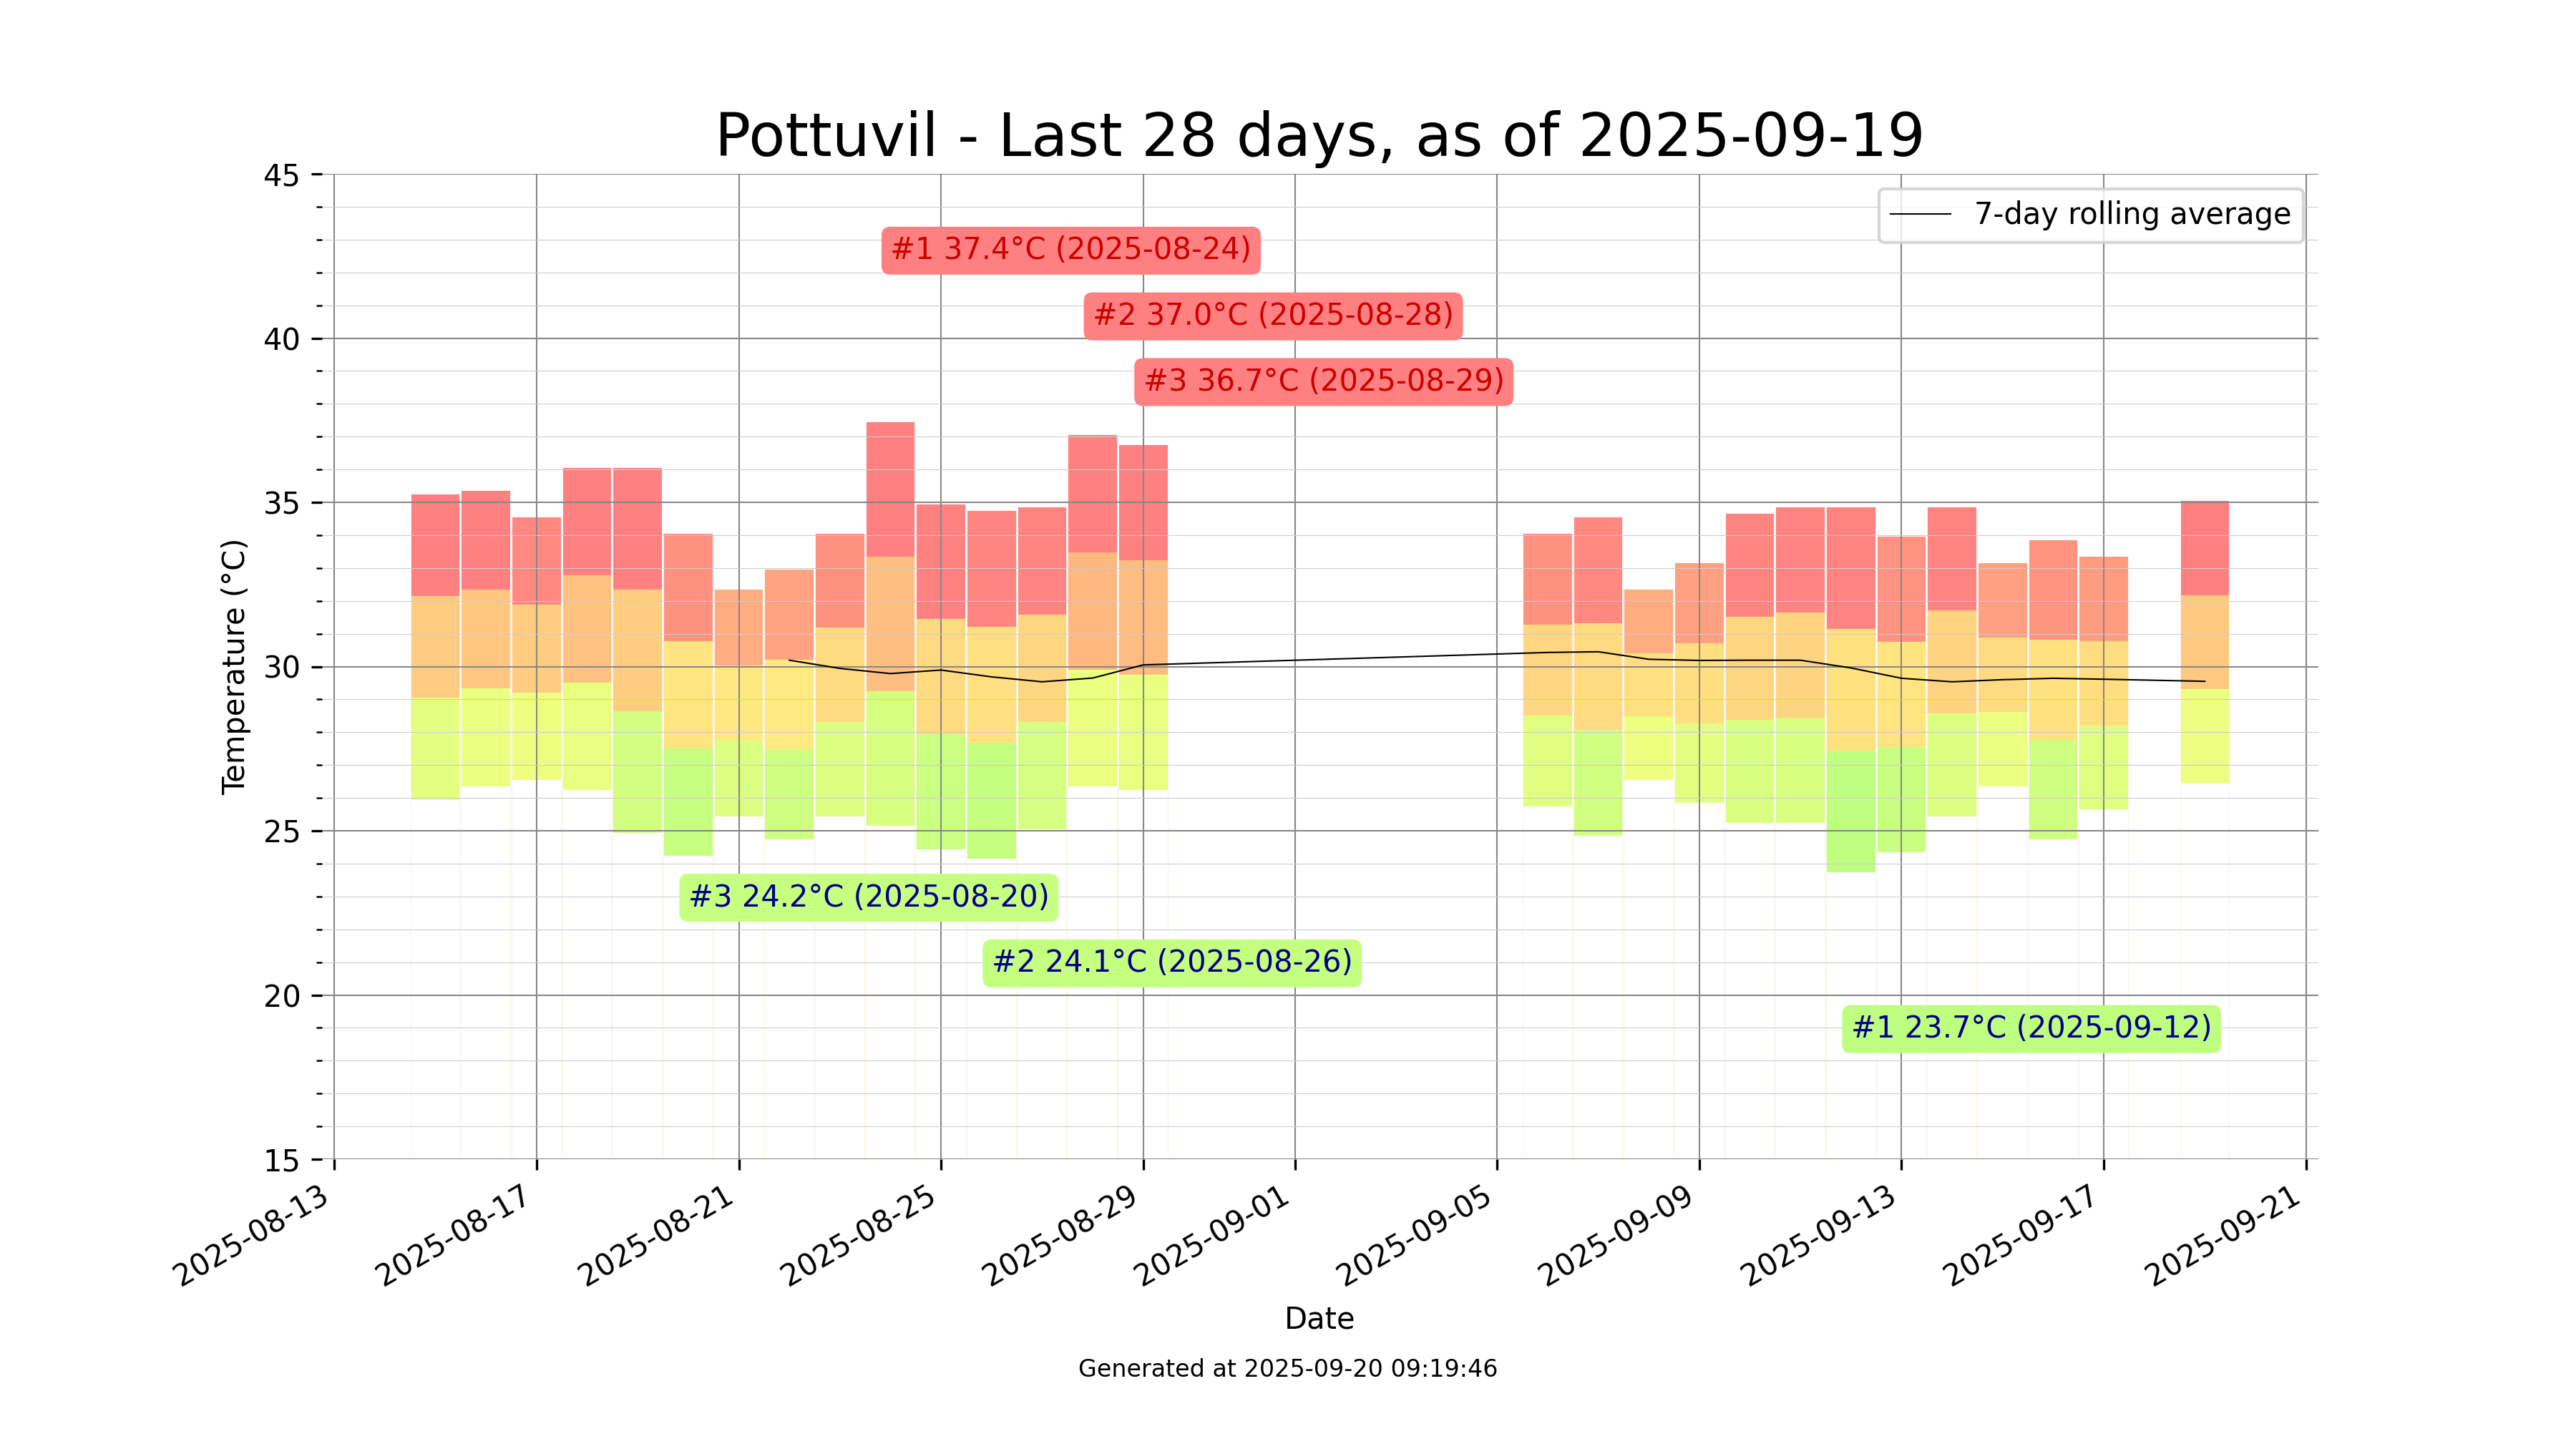 Pottuvil - Last 28 days, as of 2025-09-19
45
40
35
30
25
20
15
Temperature (°C)
7-day rolling average
#1 37.4°C (2025-08-24)
#2 37.0°C (2025-08-28)
#3 36.7°C (2025-08-29)
#3 24.2°C (2025-08-20)
#2 24.1°C (2025-08-26)
#1 23.7°C (2025-09-12)
2025-08-13
2025-08-17
2025-08-21
2025-08-25
2025-08-29
2025-09-01
2025-09-05
2025-09-09
2025-09-13
2025-09-17
2025-09-21
Date
Generated at 2025-09-20 09:19:46